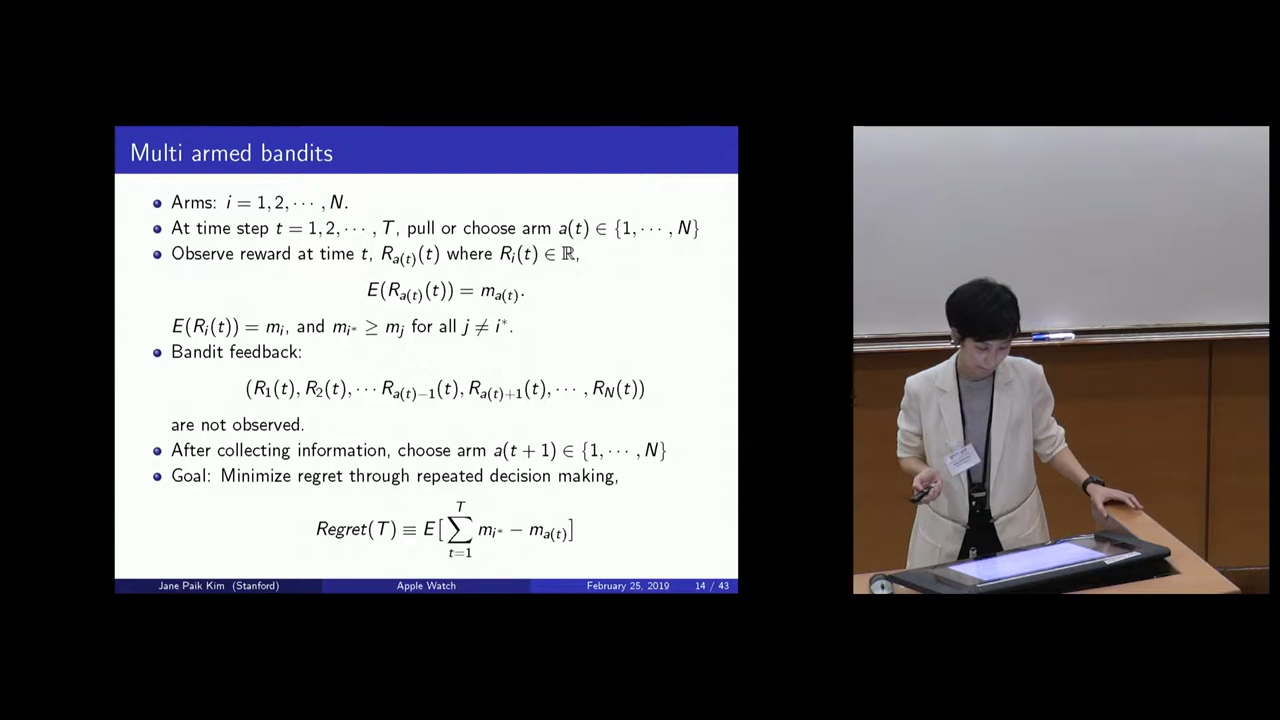 Multi armed bandits
Arms: i = 1, 2, ⋯ , N.
At time step t = 1, 2, ⋯ , T, pull or choose arm a(t) ∈ {1, ⋯ , N}
Observe reward at time t, R_{a(t)}(t) where R_i(t) ∈ ℝ,
E(R_{a(t)}(t)) = m_{a(t)}.
E(R_i(t)) = m_i, and m_{i*} ≥ m_j for all j ≠ i*.
Bandit feedback:
(R_1(t), R_2(t), ⋯ R_{a(t)−1}(t), R_{a(t)+1}(t), ⋯ , R_N(t))
are not observed.
After collecting information, choose arm a(t + 1) ∈ {1, ⋯ , N}
Goal: Minimize regret through repeated decision making,
Regret(T) ≡ E[∑_{t=1}^{T} m_{i*} − m_{a(t)}]
Jane Paik Kim (Stanford) Apple Watch February 25, 2019 14 / 43